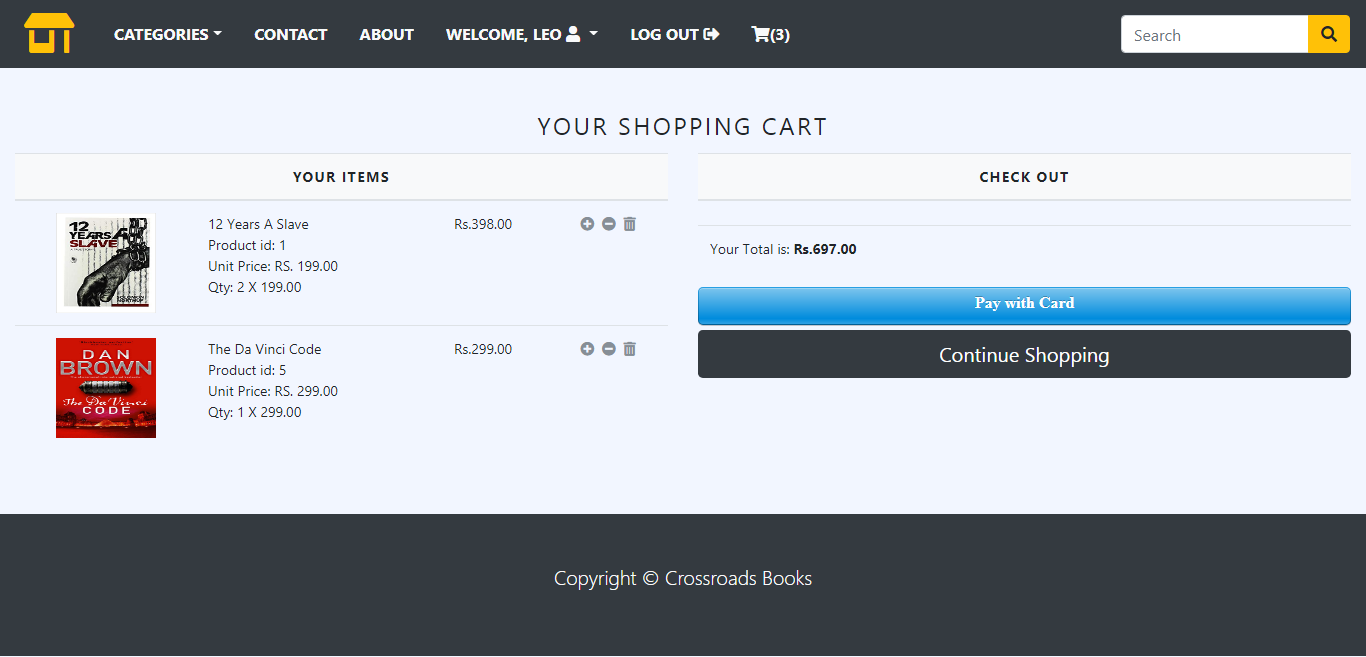 CATEGORIES CONTACT ABOUT WELCOME, LEO LOG OUT (3) Search
YOUR SHOPPING CART
YOUR ITEMS
12 YEARS A SLAVE
12 Years A Slave
Product id: 1
Unit Price: RS. 199.00
Qty: 2 X 199.00
Rs.398.00
DAN
BROWN
The Da Vinci
CODE
The Da Vinci Code
Product id: 5
Unit Price: RS. 299.00
Qty: 1 X 299.00
Rs.299.00
CHECK OUT
Your Total is: Rs.697.00
Pay with Card
Continue Shopping
Copyright © Crossroads Books